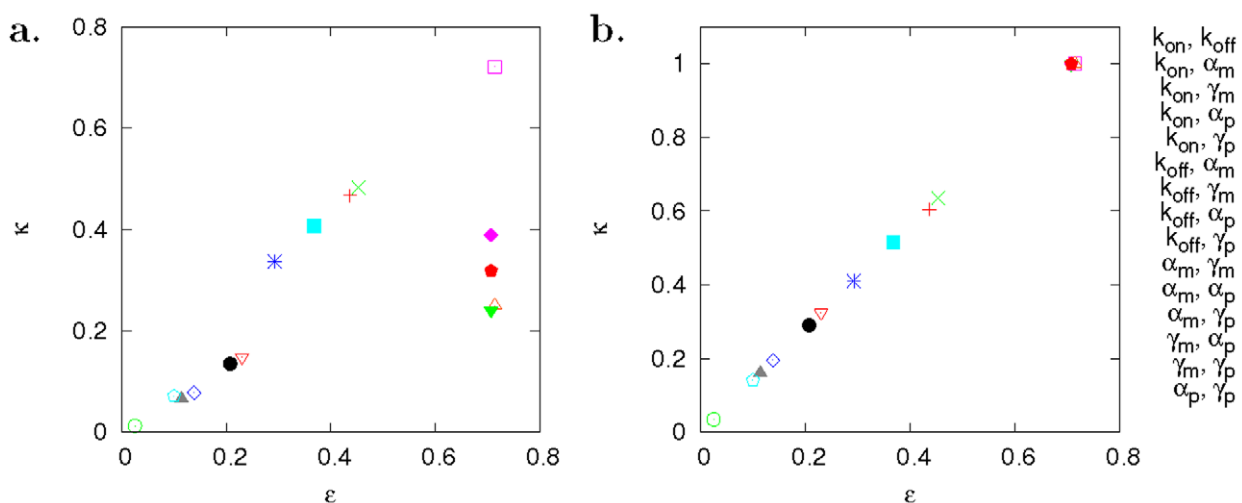 a.
0.8
0.6
0.4
0.2
0
κ
0 0.2 0.4 0.6 0.8
ε
b.
1
0.8
0.6
0.4
0.2
0
κ
0 0.2 0.4 0.6 0.8
ε
k_on, k_off
k_on, α_m
k_on, γ_m
k_on, α_p
k_on, γ_p
k_off, α_m
k_off, γ_m
k_off, α_p
k_off, γ_p
α_m, γ_m
α_m, α_p
α_m, γ_p
γ_m, α_p
γ_m, γ_p
α_p, γ_p